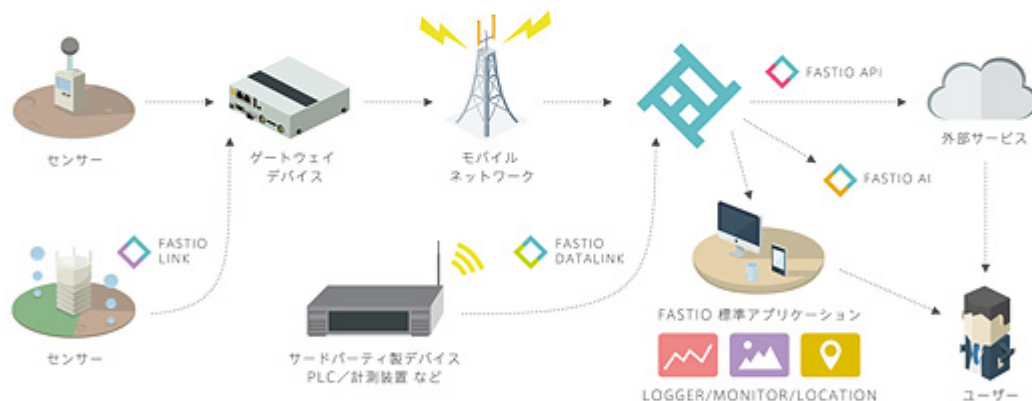 センサー
ゲートウェイ
デバイス
モバイル
ネットワーク
FASTIO API
外部サービス
FASTIO AI
FASTIO
LINK
FASTIO
DATALINK
センサー
サードパーティ製デバイス
PLC／計測装置 など
FASTIO 標準アプリケーション
LOGGER/MONITOR/LOCATION
ユーザー